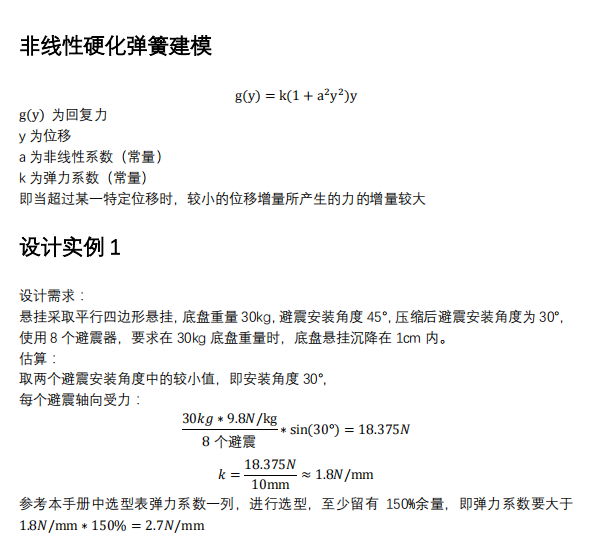 非线性硬化弹簧建模
g(y) = k(1 + a²y²)y
g(y) 为回复力
y 为位移
a 为非线性系数（常量）
k 为弹力系数（常量）
即当超过某一特定位移时，较小的位移增量所产生的力的增量较大
设计实例 1
设计需求：
悬挂采取平行四边形悬挂, 底盘重量 30kg, 避震安装角度 45°, 压缩后避震安装角度为 30°,
使用 8 个避震器，要求在 30kg 底盘重量时，底盘悬挂沉降在 1cm 内。
估算：
取两个避震安装角度中的较小值，即安装角度 30°,
每个避震轴向受力：
30kg * 9.8N/kg
8 个避震
* sin(30°) = 18.375N
k = 18.375N / 10mm ≈ 1.8N/mm
参考本手册中选型表弹力系数一列，进行选型，至少留有 150%余量，即弹力系数要大于
1.8N/mm * 150% = 2.7N/mm